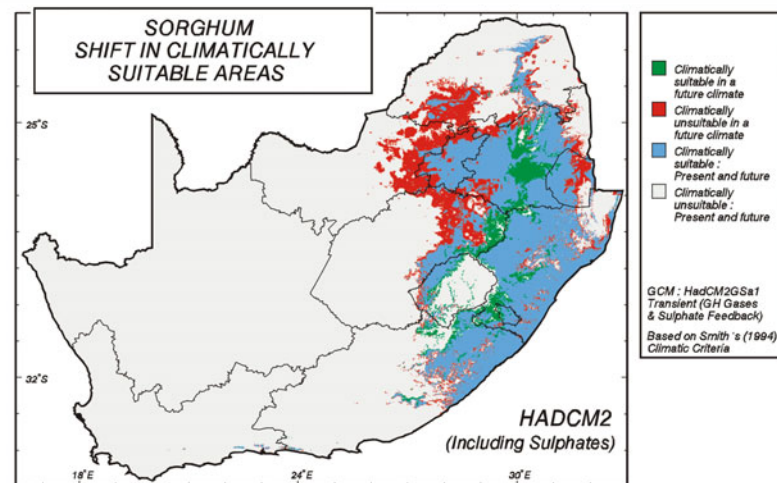 SORGHUM
SHIFT IN CLIMATICALLY
SUITABLE AREAS
25°S
32°S
18°E
24°E
30°E
HADCM2
(Including Sulphates)
Climatically
suitable in a
future climate
Climatically
unsuitable in a
future climate
Climatically
suitable :
Present and future
Climatically
unsuitable :
Present and future
GCM : HadCM2GSa1
Transient (GH Gases
& Sulphate Feedback)
Based on Smith`s (1994)
Climatic Criteria